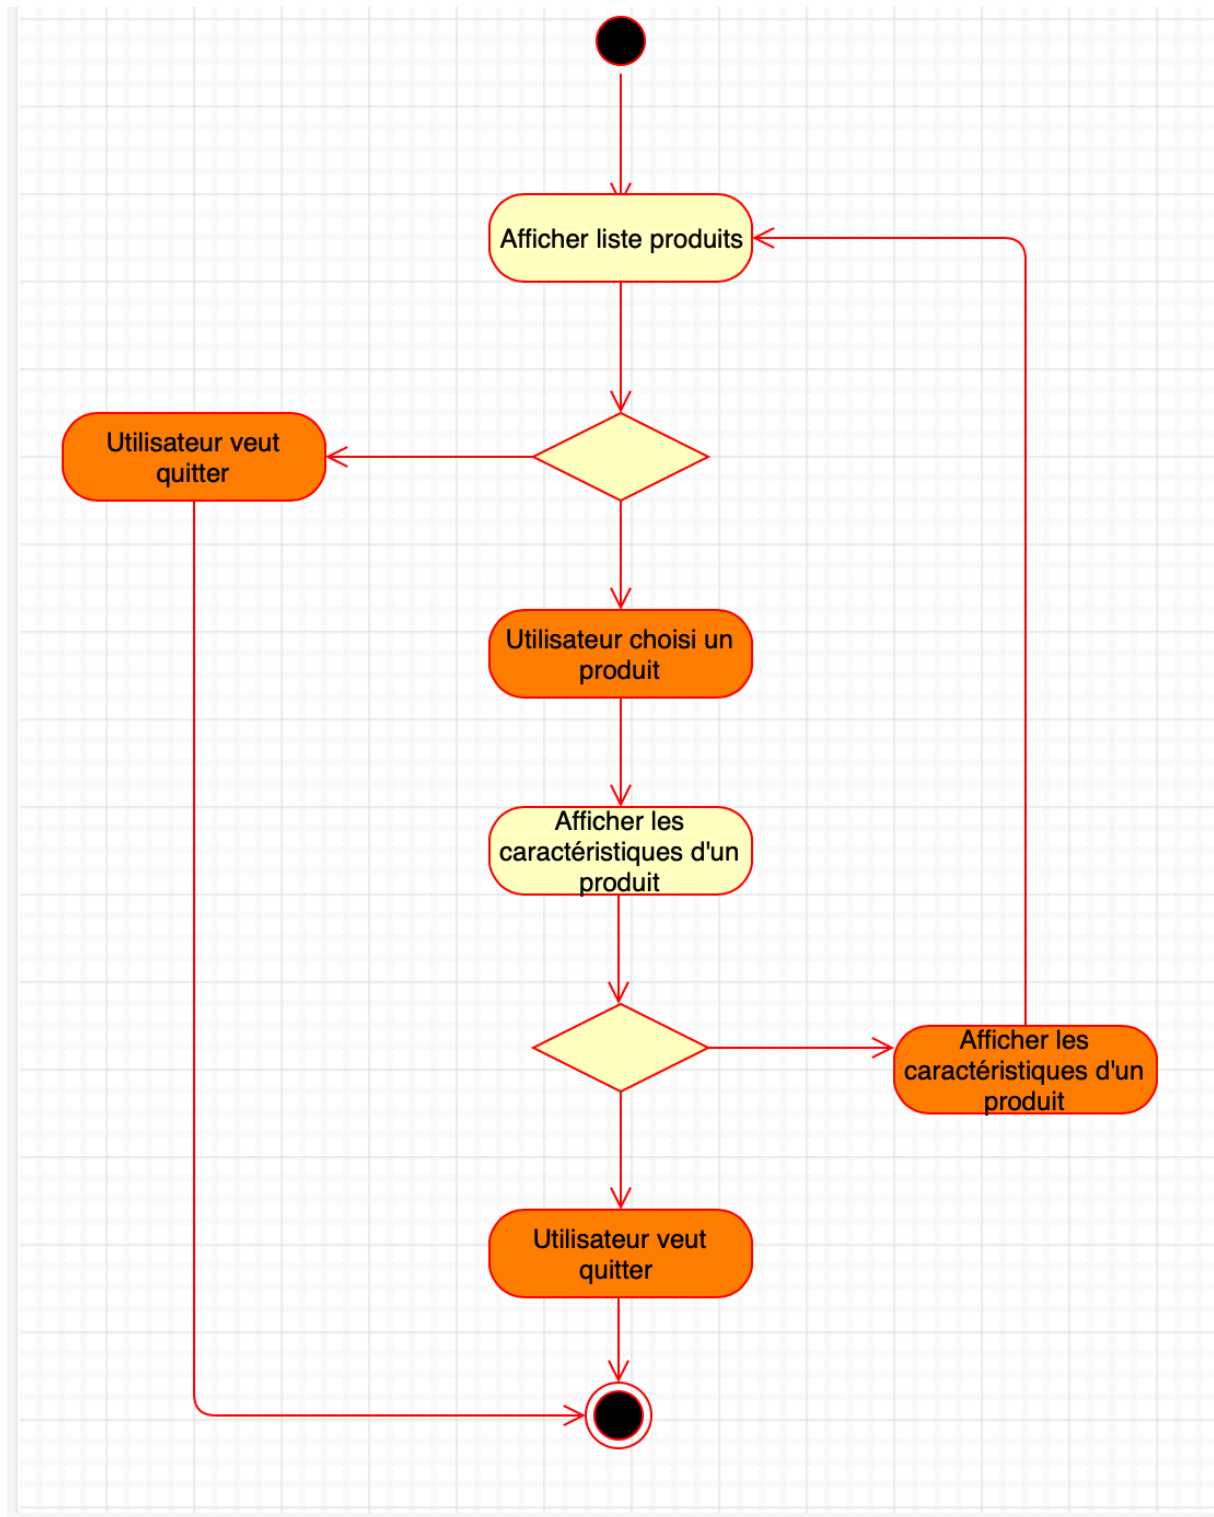 Afficher liste produits
Utilisateur veut
quitter
Utilisateur choisi un
produit
Afficher les
caractéristiques d'un
produit
Afficher les
caractéristiques d'un
produit
Utilisateur veut
quitter